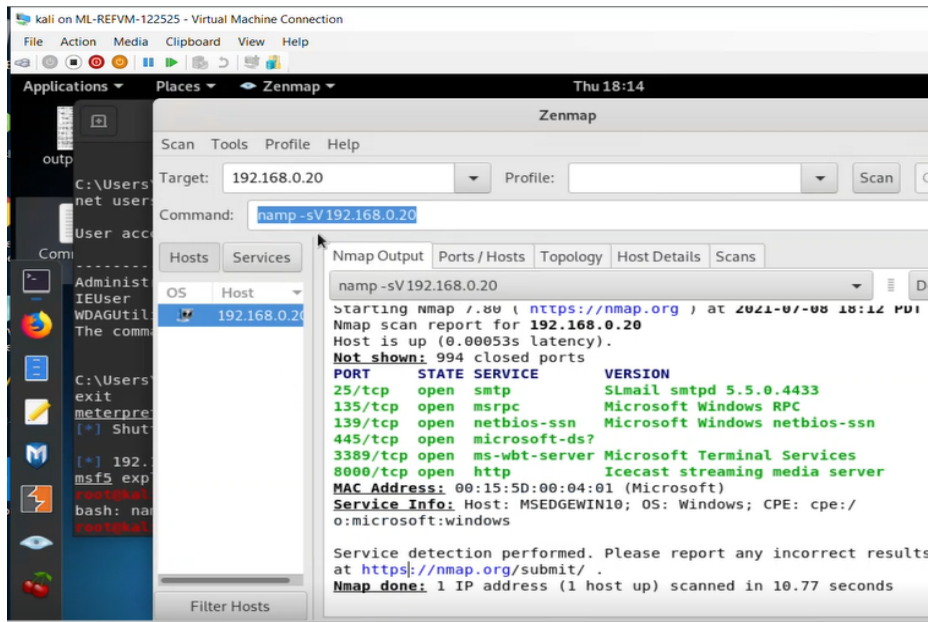 kali on ML-REFVM-122525 - Virtual Machine Connection
File Action Media Clipboard View Help
Applications Places Zenmap Thu 18:14
Zenmap
Scan Tools Profile Help
Target: 192.168.0.20 Profile: Scan
Command: namp -sV 192.168.0.20
Hosts Services
OS Host
192.168.0.20
Filter Hosts
Nmap Output Ports / Hosts Topology Host Details Scans
namp -sV 192.168.0.20
Starting Nmap 7.80 ( https://nmap.org ) at 2021-07-08 18:12 PDT
Nmap scan report for 192.168.0.20
Host is up (0.00053s latency).
Not shown: 994 closed ports
PORT STATE SERVICE VERSION
25/tcp open smtp SLmail smtpd 5.5.0.4433
135/tcp open msrpc Microsoft Windows RPC
139/tcp open netbios-ssn Microsoft Windows netbios-ssn
445/tcp open microsoft-ds?
3389/tcp open ms-wbt-server Microsoft Terminal Services
8000/tcp open http Icecast streaming media server
MAC Address: 00:15:5D:00:04:01 (Microsoft)
Service Info: Host: MSEDGEWIN10; OS: Windows; CPE: cpe:/
o:microsoft:windows
Service detection performed. Please report any incorrect results
at https://nmap.org/submit/ .
Nmap done: 1 IP address (1 host up) scanned in 10.77 seconds
outp
Com
C:\Users\
net user
User acc
--------
Administ
IEUser
WDAGUtil
The comma
C:\Users\
exit
meterpre
[*] Shut
[*] 192.
msf5 exp
root@kal
bash: nam
root@kal